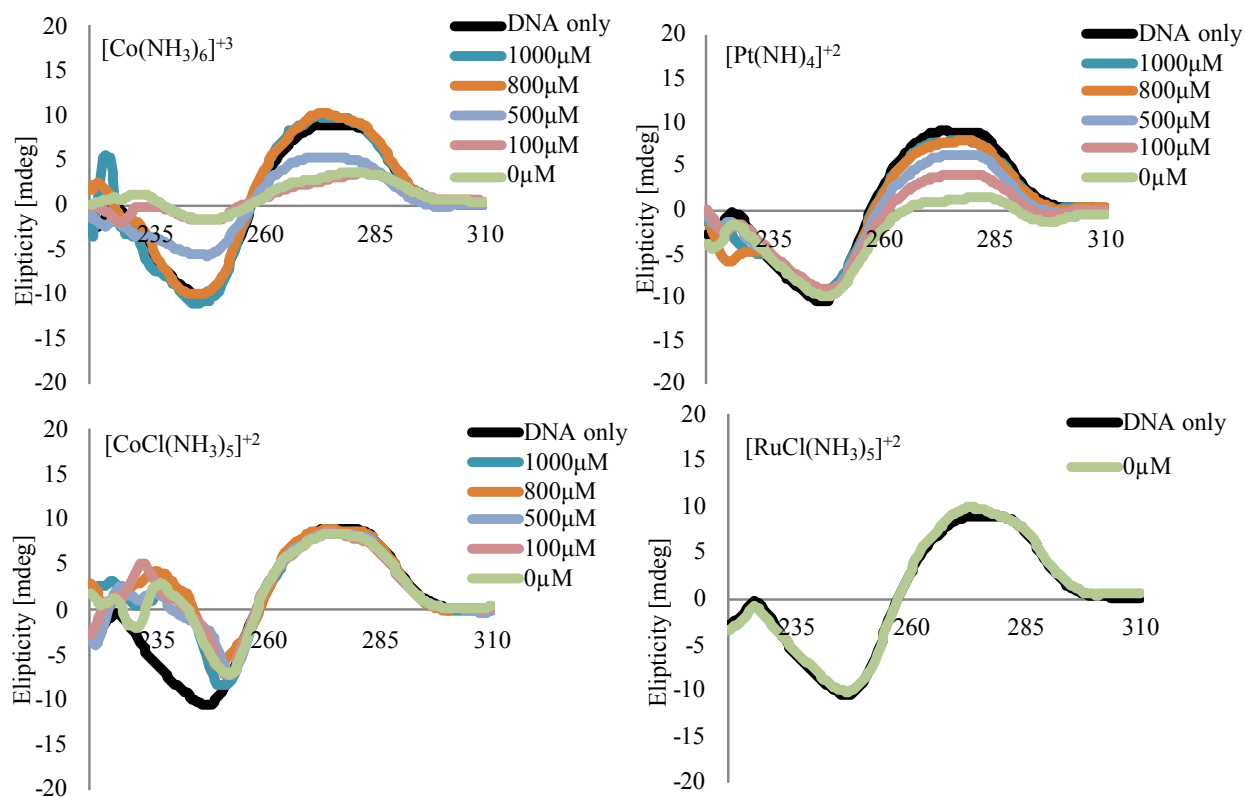 [Co(NH3)6]+3
Elipticity [mdeg]
20
15
10
5
0
-5
-10
-15
-20
235
260
285
310
DNA only
1000μM
800μM
500μM
100μM
0μM
[Pt(NH)4]+2
Elipticity [mdeg]
20
15
10
5
0
-5
-10
-15
-20
235
260
285
310
DNA only
1000μM
800μM
500μM
100μM
0μM
[CoCl(NH3)5]+2
Elipticity [mdeg]
20
15
10
5
0
-5
-10
-15
-20
235
260
285
310
DNA only
1000μM
800μM
500μM
100μM
0μM
[RuCl(NH3)5]+2
Elipticity [mdeg]
20
15
10
5
0
-5
-10
-15
-20
235
260
285
310
DNA only
0μM